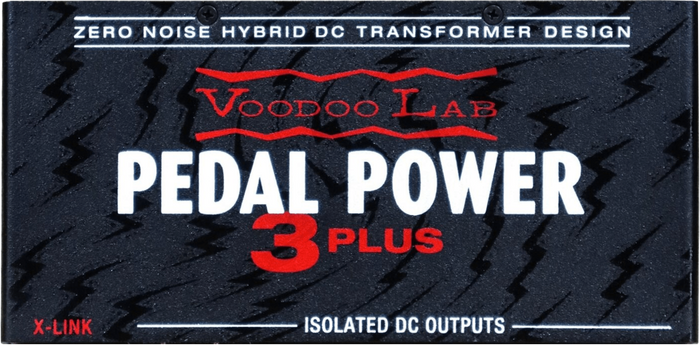 ZERO NOISE HYBRID DC TRANSFORMER DESIGN
VOODOO LAB
PEDAL POWER
3 PLUS
X-LINK
ISOLATED DC OUTPUTS